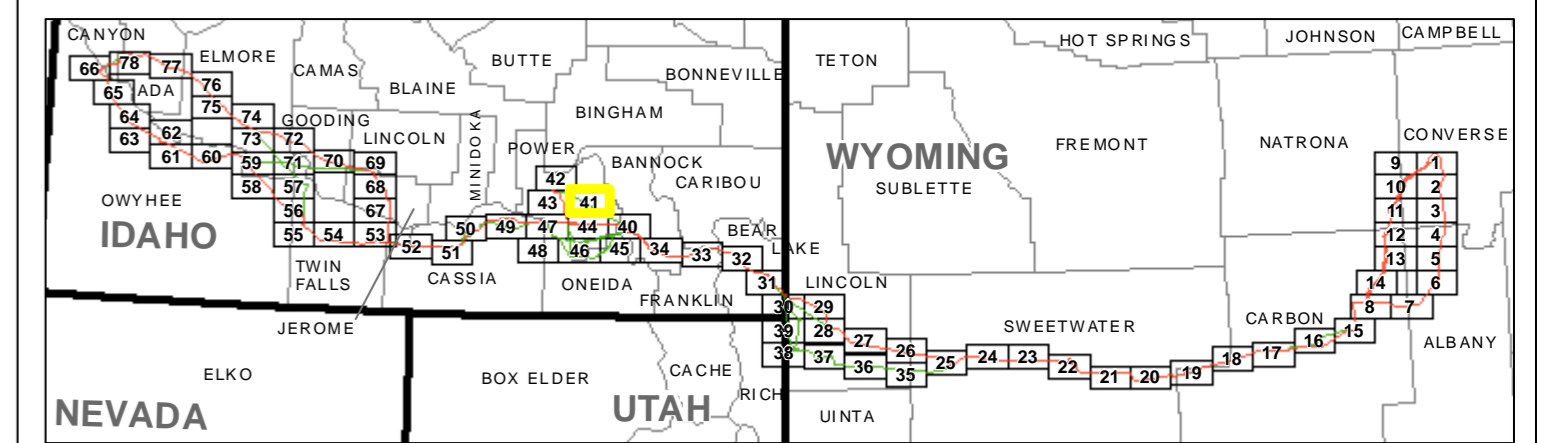 CANYON
ELMORE
CAMAS
BLAINE
BUTTE
BONNEVILLE
TETON
HOT SPRINGS
JOHNSON
CAMPBELL
66
78
77
76
65
ADA
75
64
74
GOODING
63
62
73
72
LINCOLN
MINIDOKA
BINGHAM
POWER
BANNOCK
CARIBOU
WYOMING
SUBLETTE
FREMONT
NATRONA
CONVERSE
61
60
59
71
70
69
58
57
68
42
43
41
9
1
10
2
OWYHEE
IDAHO
56
67
55
54
53
52
51
50
49
47
44
40
48
46
45
34
33
32
31
BEAR
LAKE
11
3
12
4
13
5
14
6
TWIN
FALLS
CASSIA
ONEIDA
FRANKLIN
LINCOLN
30
29
39
28
38
37
27
26
36
35
25
24
23
22
21
20
19
18
17
16
15
8
7
JEROME
SWEETWATER
CARBON
ALBANY
ELKO
BOX ELDER
CACHE
RICH
UINTA
NEVADA
UTAH